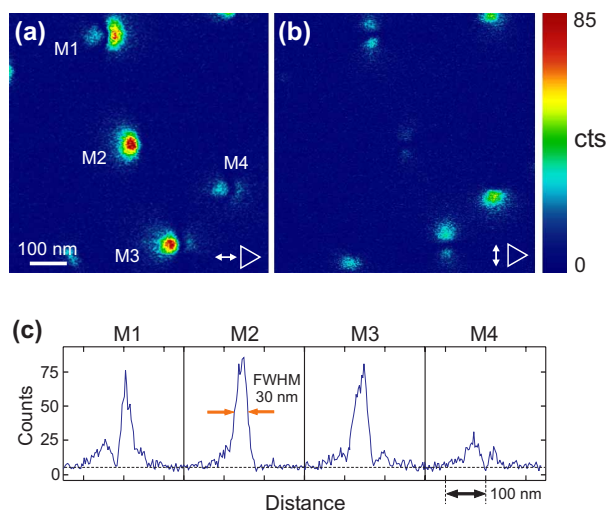 (a)
M1
M2
M4
M3
100 nm
(b)
85
cts
0
(c)
M1 M2 M3 M4
Counts
75
50
25
0
FWHM
30 nm
100 nm
Distance